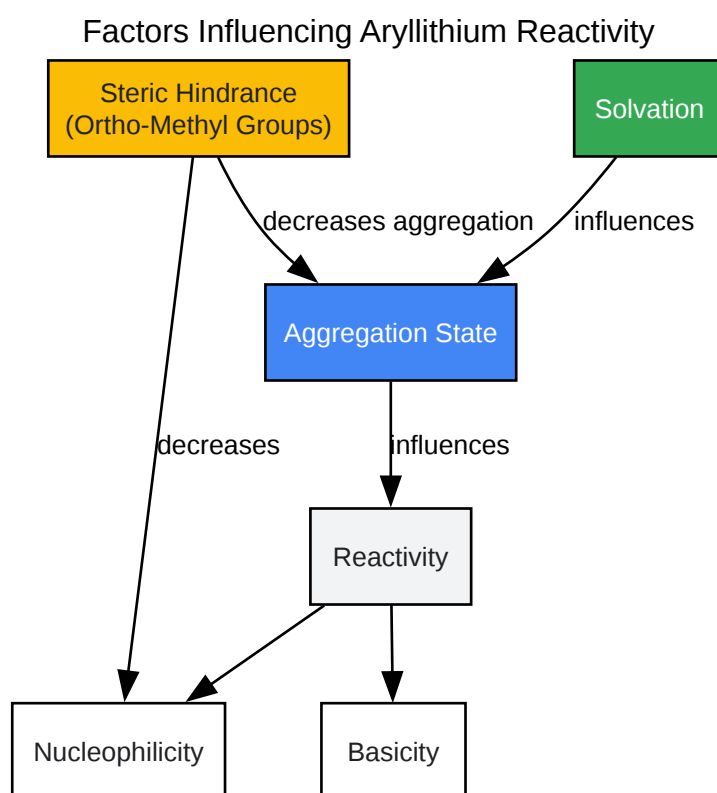 Factors Influencing Aryllithium Reactivity
Steric Hindrance
(Ortho-Methyl Groups)
Solvation
decreases aggregation
influences
Aggregation State
decreases
influences
Reactivity
Nucleophilicity
Basicity